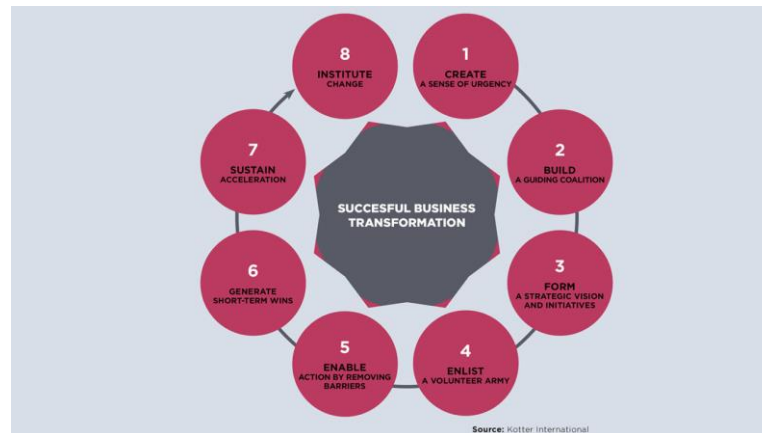 SUCCESFUL BUSINESS
TRANSFORMATION
1
CREATE
A SENSE OF URGENCY
2
BUILD
A GUIDING COALITION
3
FORM
A STRATEGIC VISION
AND INITIATIVES
4
ENLIST
A VOLUNTEER ARMY
5
ENABLE
ACTION BY REMOVING
BARRIERS
6
GENERATE
SHORT-TERM WINS
7
SUSTAIN
ACCELERATION
8
INSTITUTE
CHANGE
Source: Kotter International